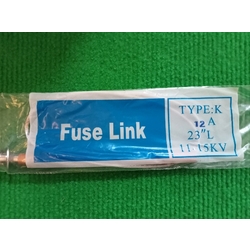 Fuse Link
TYPE:K
12 A
23"L
11-15KV